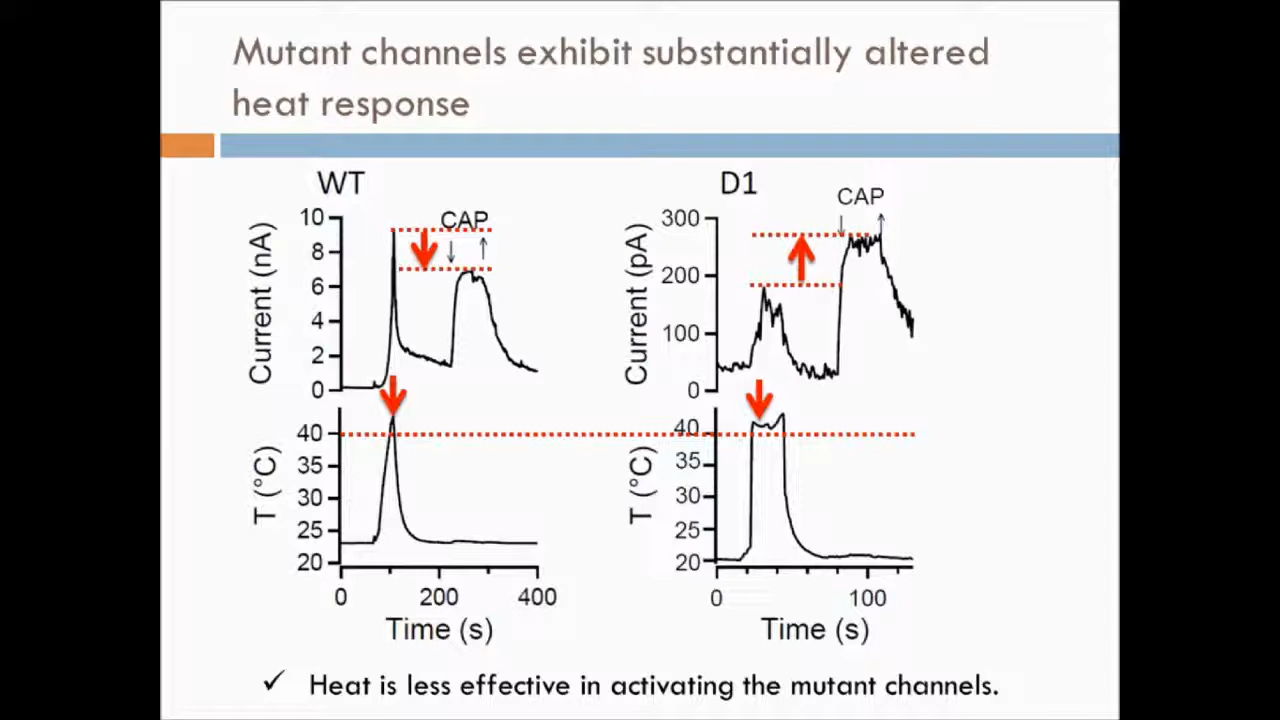 Mutant channels exhibit substantially altered
heat response
WT
CAP
Current (nA)
10
8
6
4
2
0
T (°C)
40
35
30
25
20
0 200 400
Time (s)
D1
CAP
Current (pA)
300
200
100
0
T (°C)
40
35
30
25
20
0 100
Time (s)
✓ Heat is less effective in activating the mutant channels.